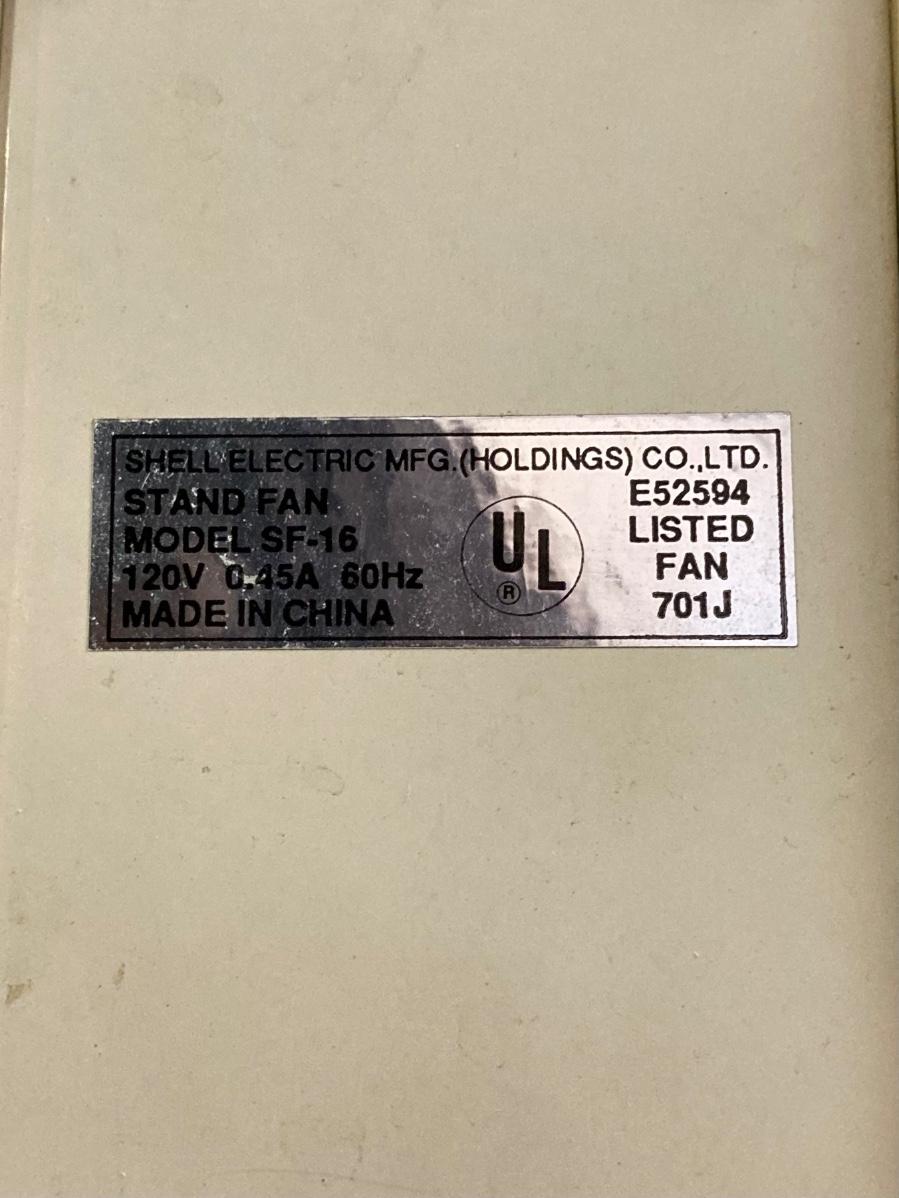 SHELL ELECTRIC MFG.(HOLDINGS) CO.,LTD.
STAND FAN
MODEL SF-16
120V 0.45A 60Hz
MADE IN CHINA
UL
®
E52594
LISTED
FAN
701J